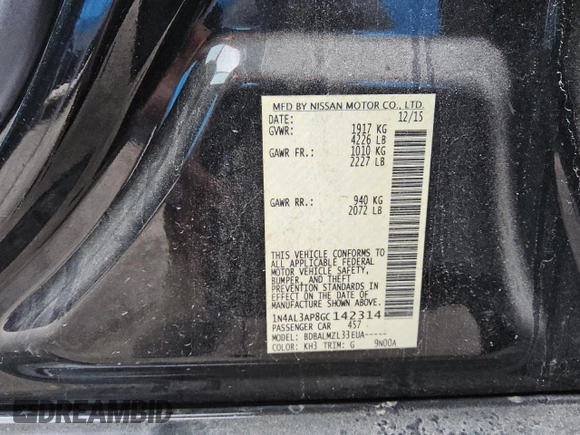 MFD BY NISSAN MOTOR CO., LTD.
DATE: 12/15
GVWR: 1917 KG
4226 LB
GAWR FR.: 1010 KG
2227 LB
GAWR RR.: 940 KG
2072 LB
THIS VEHICLE CONFORMS TO
ALL APPLICABLE FEDERAL
MOTOR VEHICLE SAFETY,
BUMPER, AND THEFT
PREVENTION STANDARDS IN
EFFECT ON THE DATE OF
MANUFACTURE SHOWN ABOVE.
1N4AL3AP8GC142314
PASSENGER CAR 457
MODEL: BDBALMZL33EUA-----
COLOR: KH3 TRIM: G 9N00A
DREAMBID